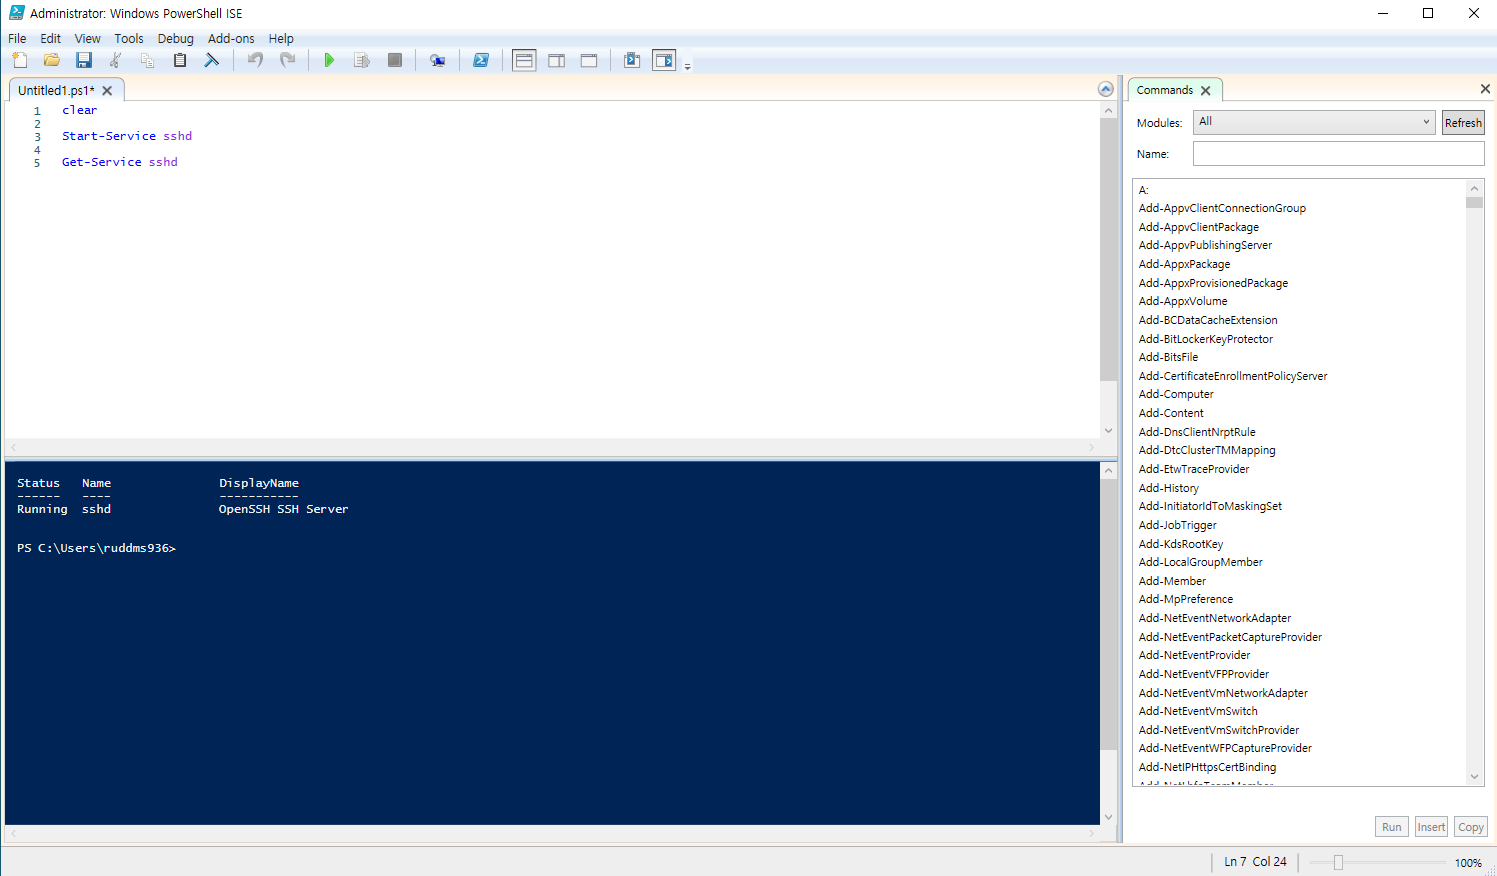 Administrator: Windows PowerShell ISE
File Edit View Tools Debug Add-ons Help
Untitled1.ps1*
1 clear
2
3 Start-Service sshd
4
5 Get-Service sshd
Status Name DisplayName
------ ---- -----------
Running sshd OpenSSH SSH Server
PS C:\Users\ruddms936>
Commands
Modules: All Refresh
Name:
A:
Add-AppvClientConnectionGroup
Add-AppvClientPackage
Add-AppvPublishingServer
Add-AppxPackage
Add-AppxProvisionedPackage
Add-AppxVolume
Add-BCDataCacheExtension
Add-BitLockerKeyProtector
Add-BitsFile
Add-CertificateEnrollmentPolicyServer
Add-Computer
Add-Content
Add-DnsClientNrptRule
Add-DtcClusterTMMapping
Add-EtwTraceProvider
Add-History
Add-InitiatorIdToMaskingSet
Add-JobTrigger
Add-KdsRootKey
Add-LocalGroupMember
Add-Member
Add-MpPreference
Add-NetEventNetworkAdapter
Add-NetEventPacketCaptureProvider
Add-NetEventProvider
Add-NetEventVFPProvider
Add-NetEventVmNetworkAdapter
Add-NetEventVmSwitch
Add-NetEventVmSwitchProvider
Add-NetEventWFPCaptureProvider
Add-NetIPHttpsCertBinding
Add-NetLbfoTeamMember
Run Insert Copy
Ln 7 Col 24 100%